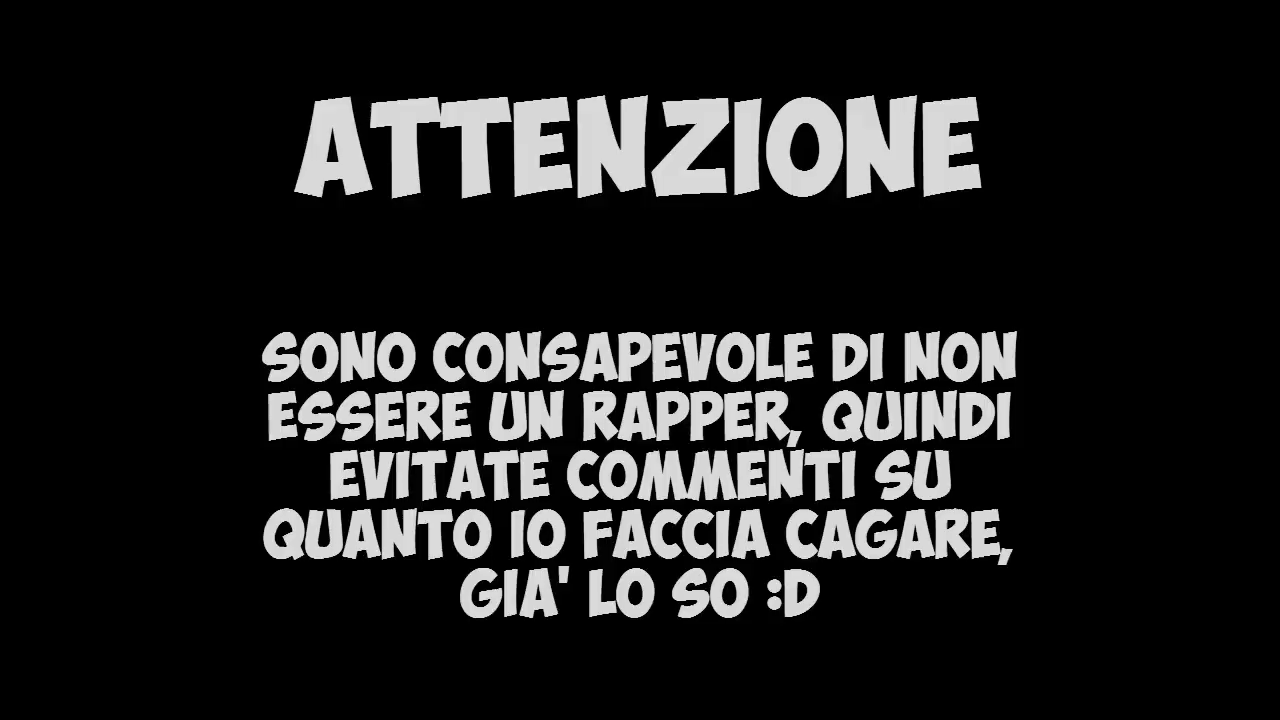 ATTENZIONE
SONO CONSAPEVOLE DI NON
ESSERE UN RAPPER, QUINDI
EVITATE COMMENTI SU
QUANTO IO FACCIA CAGARE,
GIA' LO SO :D